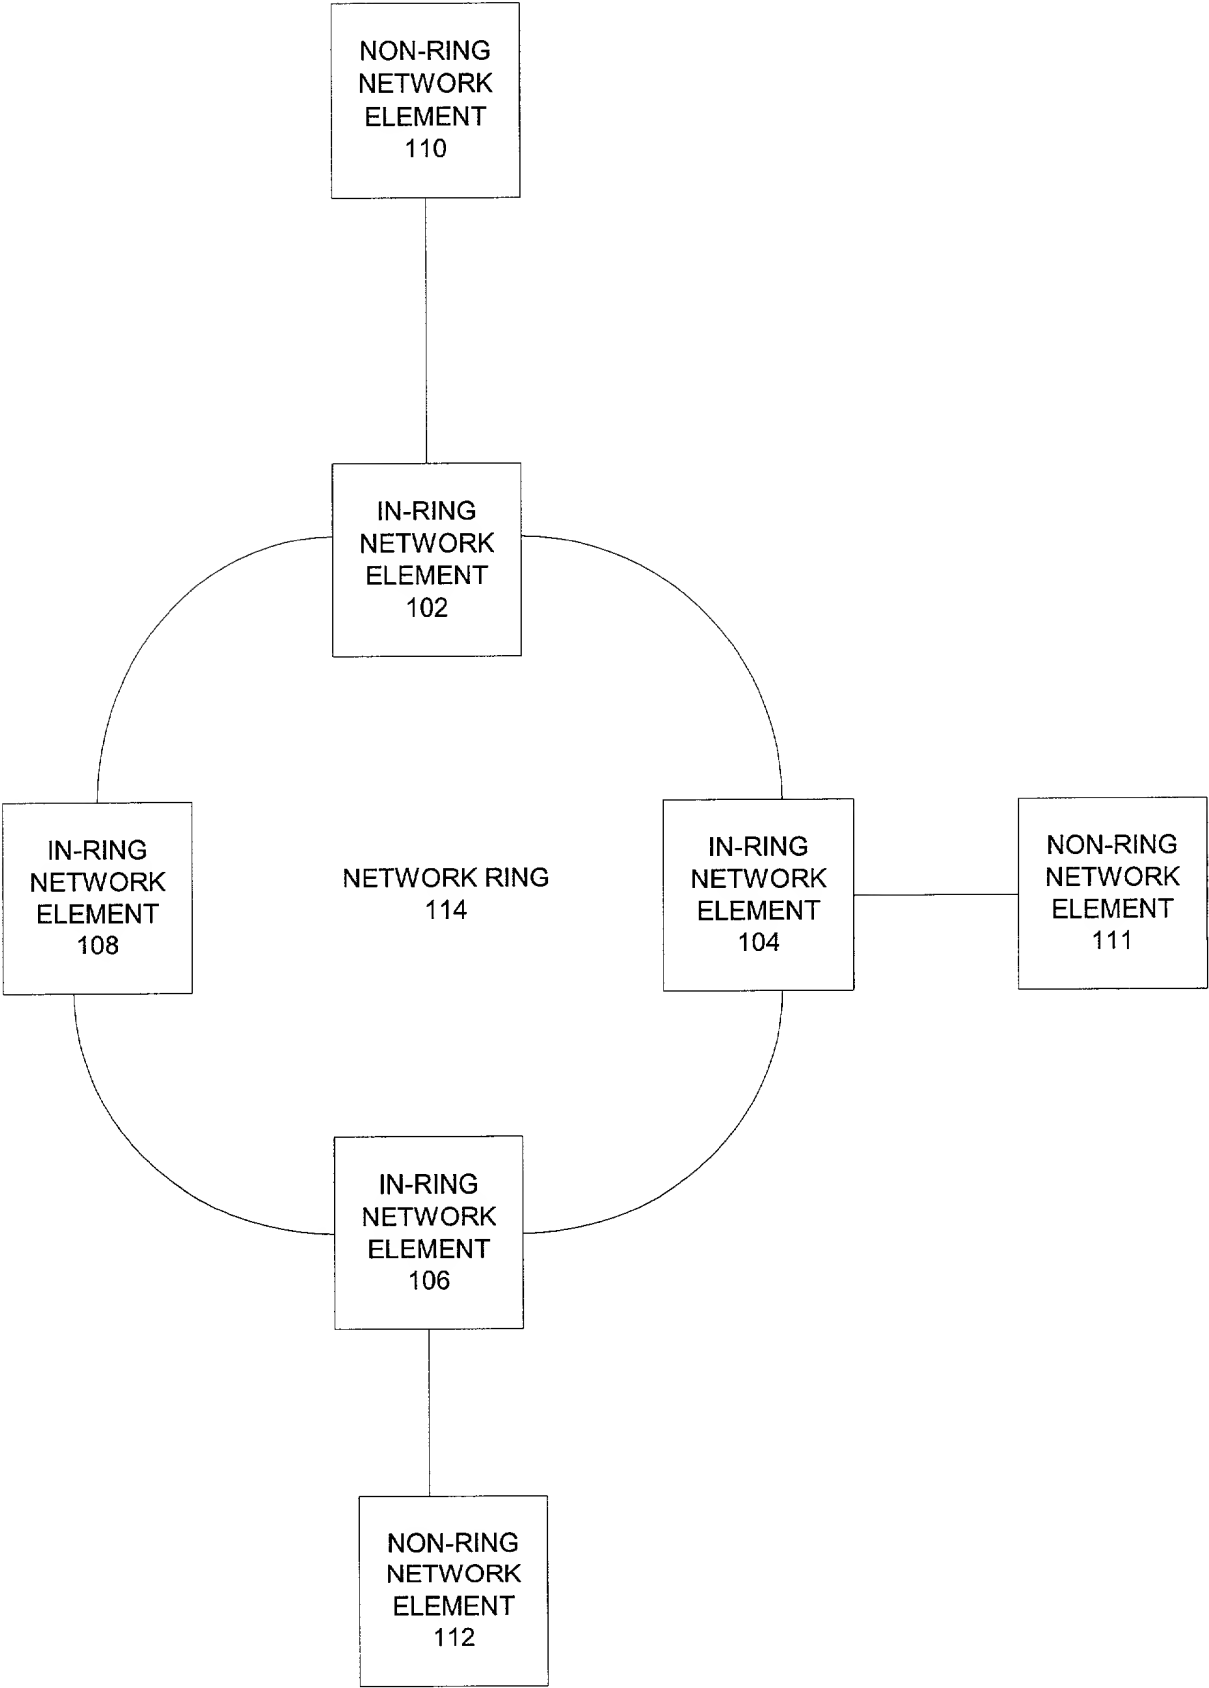 NON-RING
NETWORK
ELEMENT
110
IN-RING
NETWORK
ELEMENT
102
IN-RING
NETWORK
ELEMENT
108
NETWORK RING
114
IN-RING
NETWORK
ELEMENT
104
NON-RING
NETWORK
ELEMENT
111
IN-RING
NETWORK
ELEMENT
106
NON-RING
NETWORK
ELEMENT
112